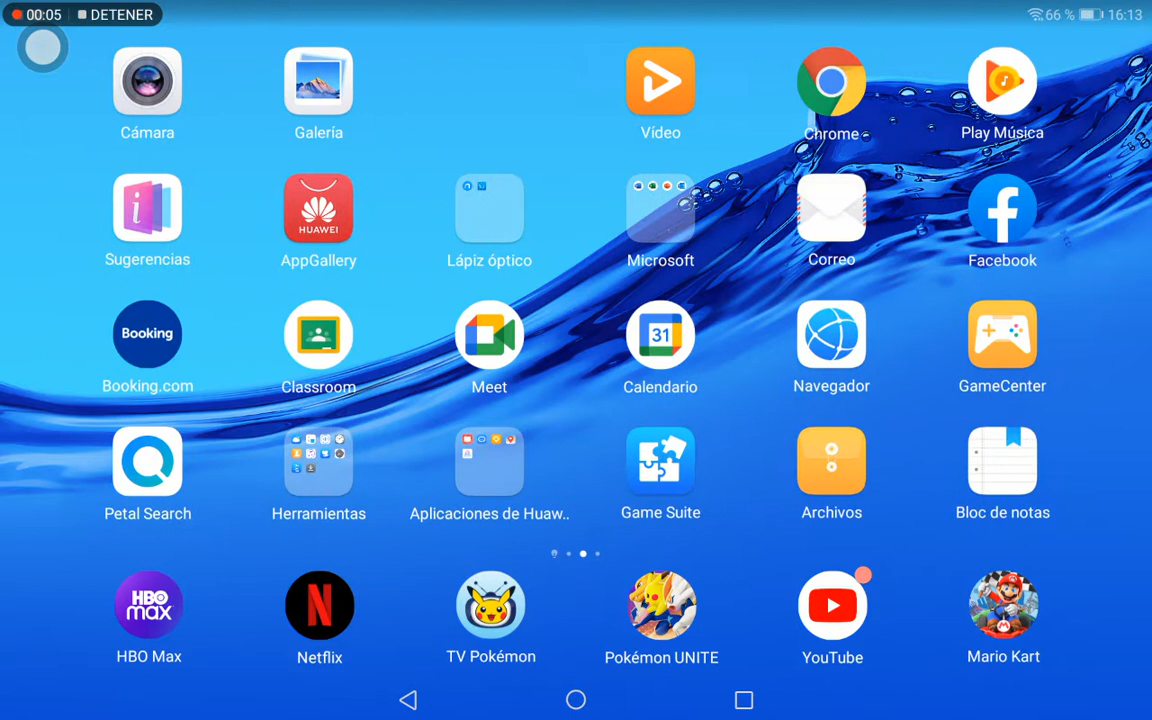 00:05 DETENER 66 % 16:13
Cámara Galería Vídeo Chrome Play Música
HUAWEI
Sugerencias AppGallery Lápiz óptico Microsoft Correo Facebook
Booking 31
Booking.com Classroom Meet Calendario Navegador GameCenter
Petal Search Herramientas Aplicaciones de Huaw.. Game Suite Archivos Bloc de notas
HBO
max
HBO Max Netflix TV Pokémon Pokémon UNITE YouTube Mario Kart